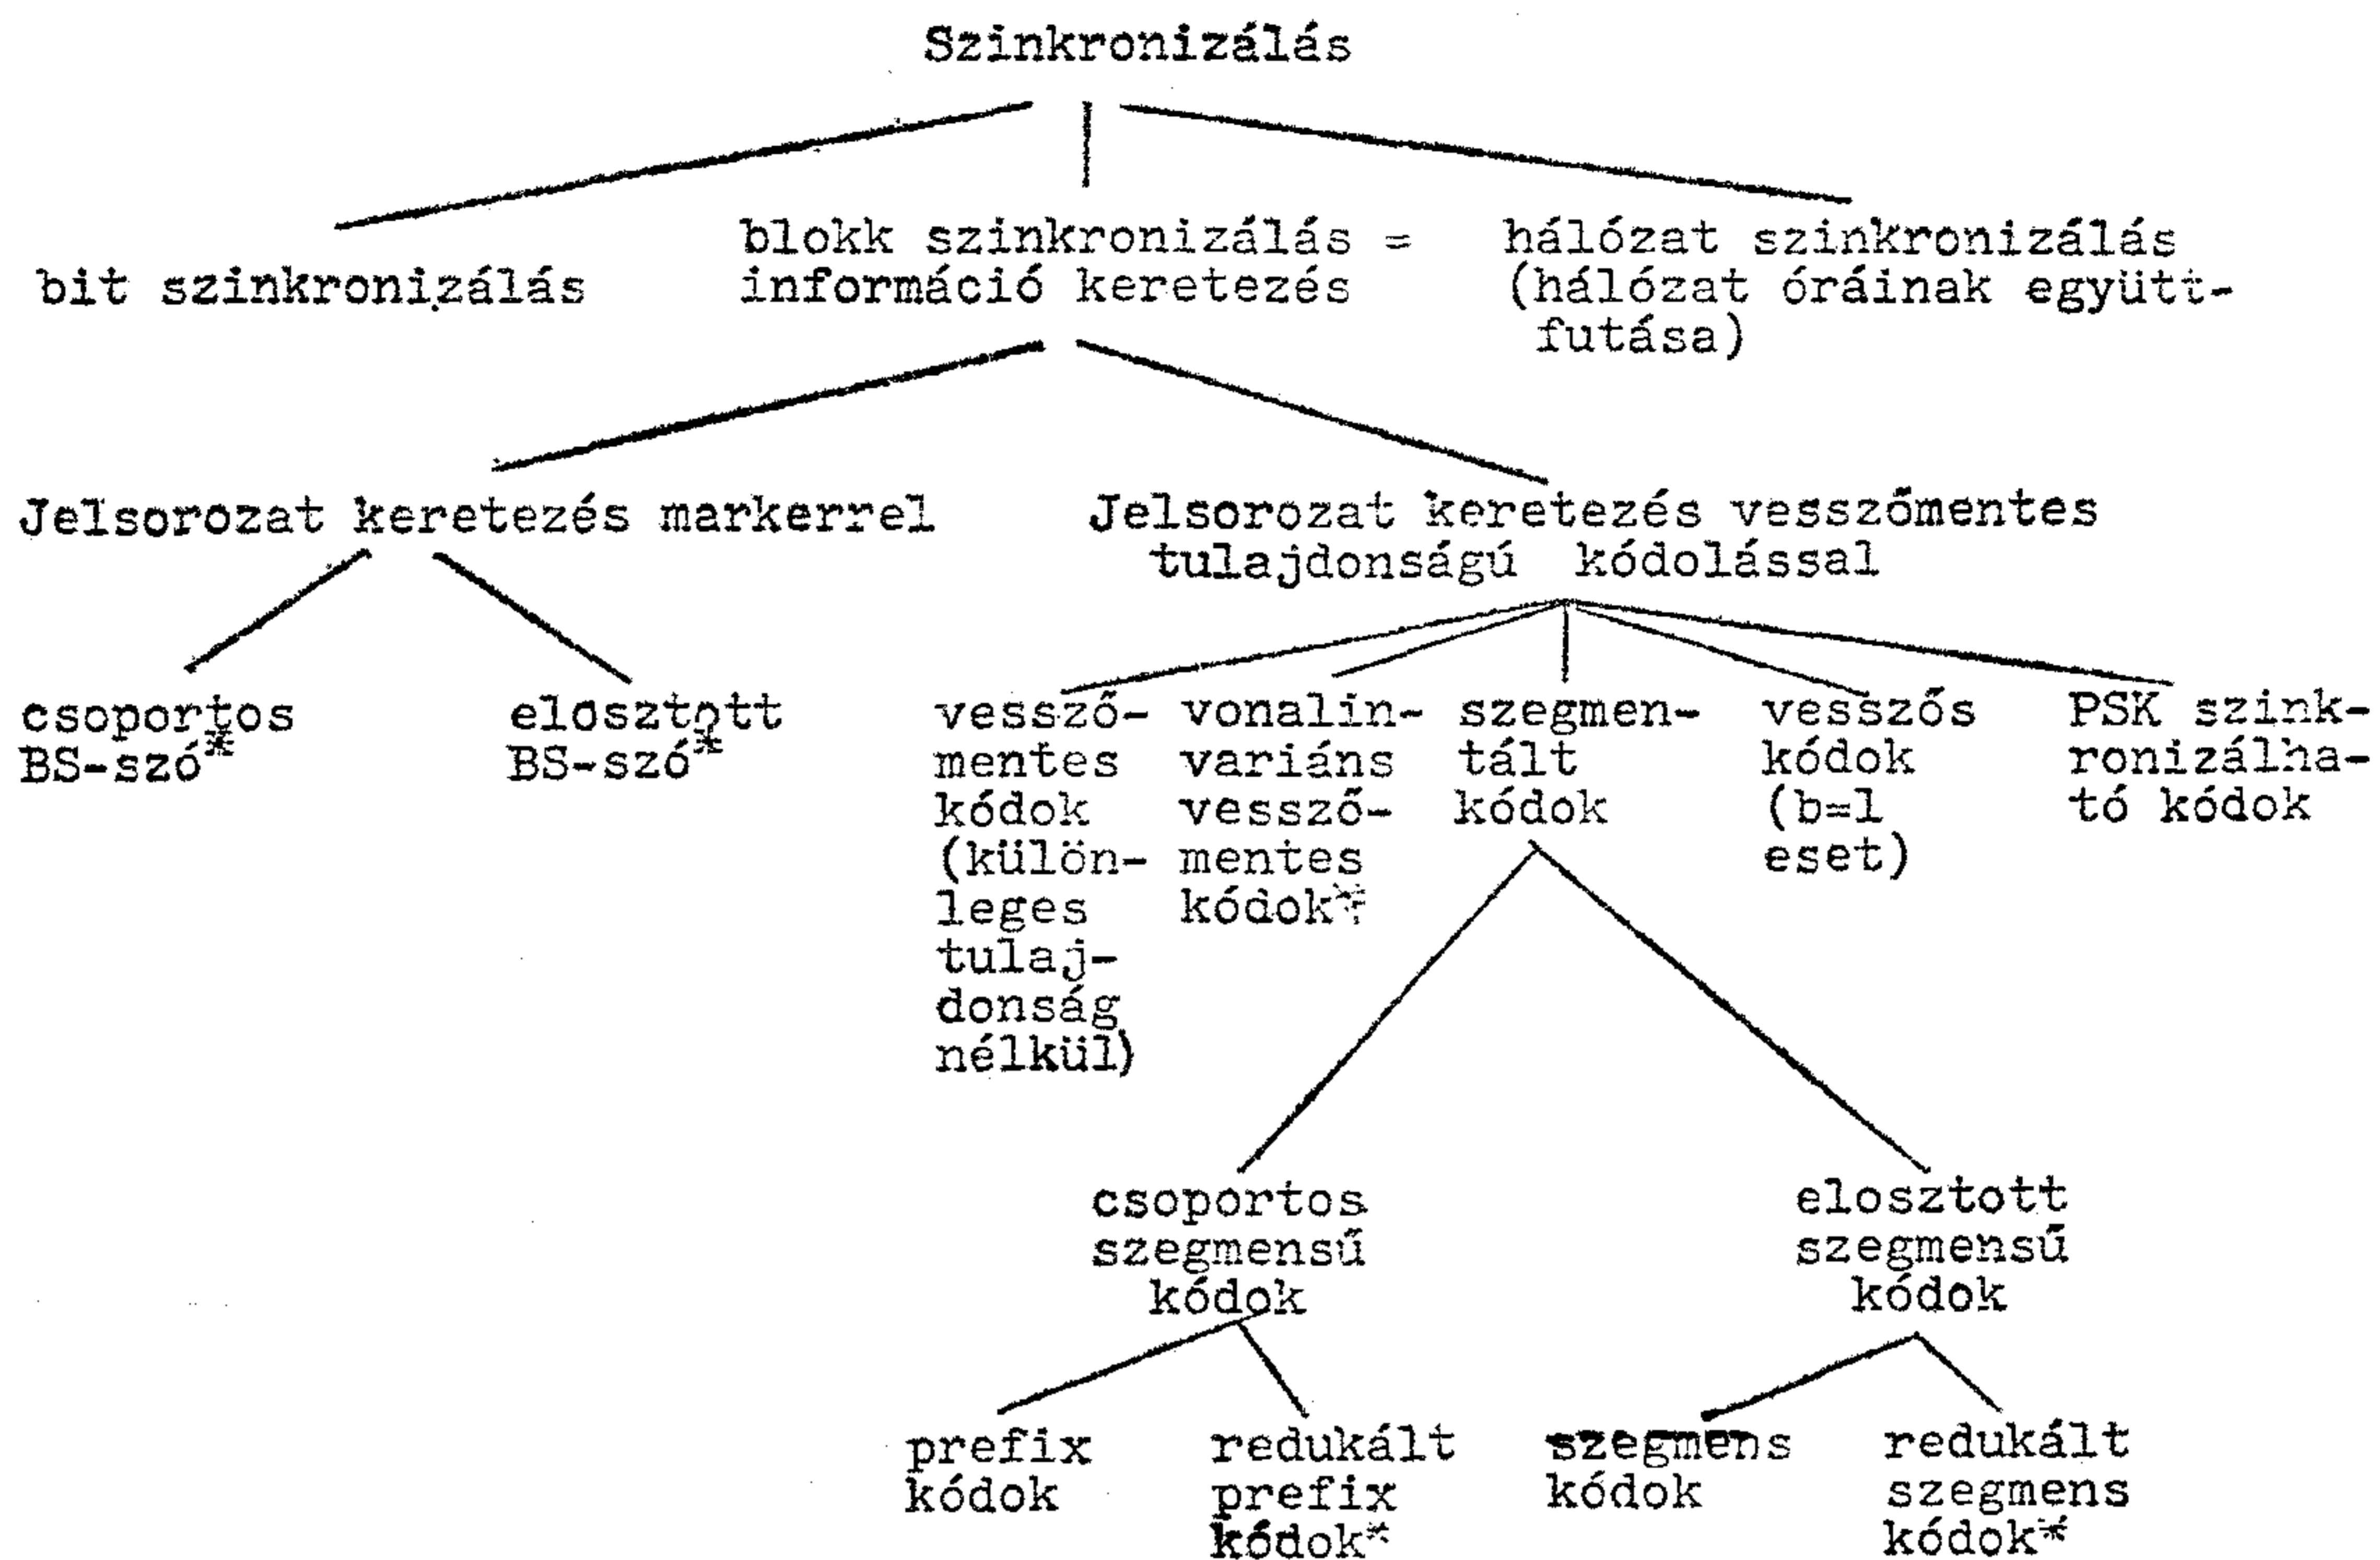 Szinkronizálás
bit szinkronizálás
blokk szinkronizálás =
információ keretezés
hálózat szinkronizálás
(hálózat óráinak együtt-
futása)
Jelsorozat keretezés markerrel
Jelsorozat keretezés vesszőmentes
tulajdonságú kódolással
csoportos
BS-szó*
elosztott
BS-szó*
vessző-
mentes
kódok
(külön-
leges
tulaj-
donság
nélkül)
vonalin-
variáns
vessző-
mentes
kódok*
szegmen-
tált
kódok
vesszős
kódok
(b=1
eset)
PSK szink-
ronizálha-
tó kódok
csoportos
szegmensű
kódok
elosztott
szegmensű
kódok
prefix
kódok
redukált
prefix
kódok*
szegmens
kódok
redukált
szegmens
kódok*